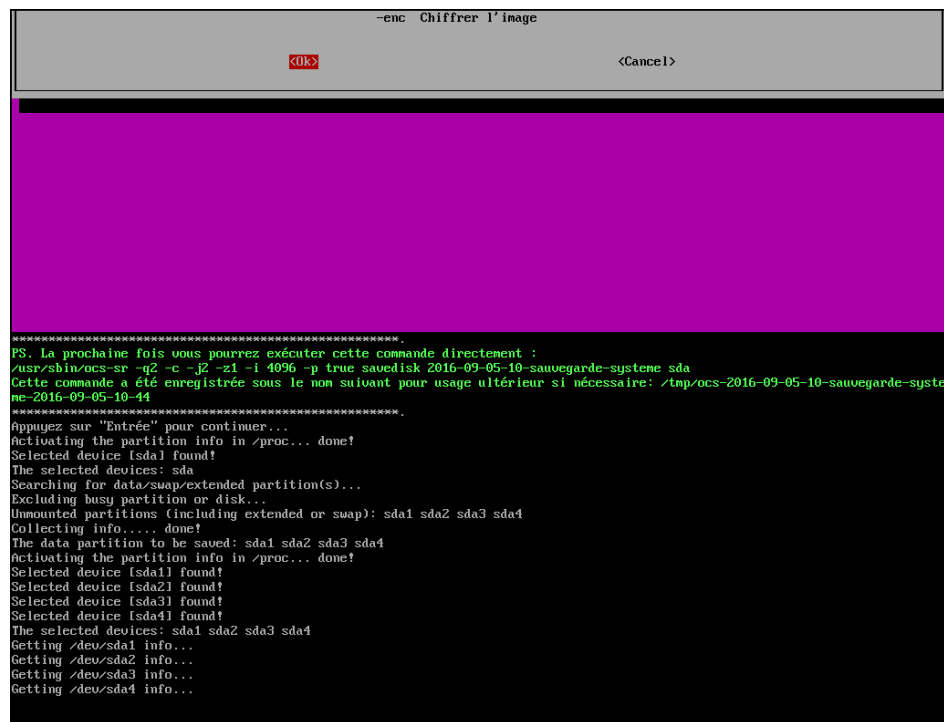 -enc Chiffrer l'image
<Ok> <Cancel>
*****************************************************.
PS. La prochaine fois vous pourrez exécuter cette commande directement :
/usr/sbin/ocs-sr -q2 -c -j2 -z1 -i 4096 -p true savedisk 2016-09-05-10-sauvegarde-systeme sda
Cette commande a été enregistrée sous le nom suivant pour usage ultérieur si nécessaire: /tmp/ocs-2016-09-05-10-sauvegarde-syste
me-2016-09-05-10-44
*****************************************************.
Appuyez sur "Entrée" pour continuer...
Activating the partition info in /proc... done!
Selected device [sda] found!
The selected devices: sda
Searching for data/swap/extended partition(s)...
Excluding busy partition or disk...
Unmounted partitions (including extended or swap): sda1 sda2 sda3 sda4
Collecting info..... done!
The data partition to be saved: sda1 sda2 sda3 sda4
Activating the partition info in /proc... done!
Selected device [sda1] found!
Selected device [sda2] found!
Selected device [sda3] found!
Selected device [sda4] found!
The selected devices: sda1 sda2 sda3 sda4
Getting /dev/sda1 info...
Getting /dev/sda2 info...
Getting /dev/sda3 info...
Getting /dev/sda4 info...